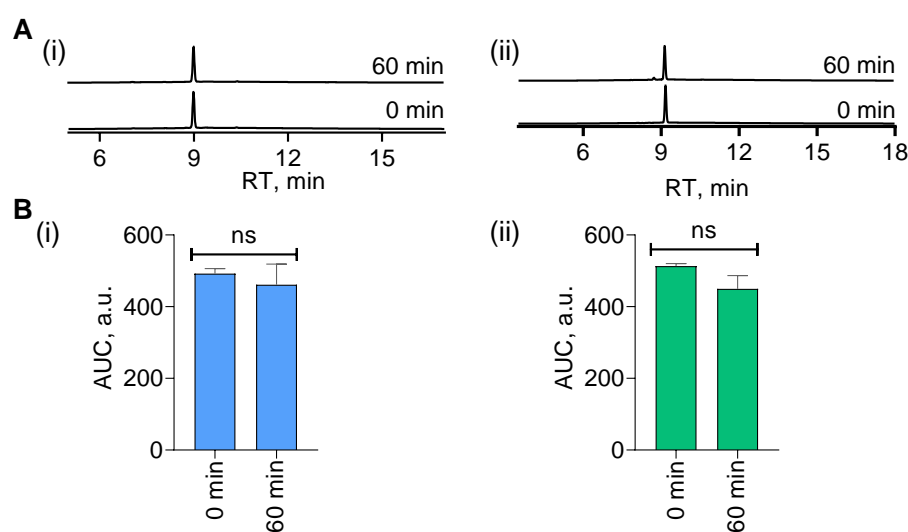 A
(i)
60 min
0 min
6 9 12 15
RT, min
(ii)
60 min
0 min
6 9 12 15 18
RT, min
B
(i)
ns
600
400
200
0
AUC, a.u.
0 min
60 min
(ii)
ns
600
400
200
0
AUC, a.u.
0 min
60 min